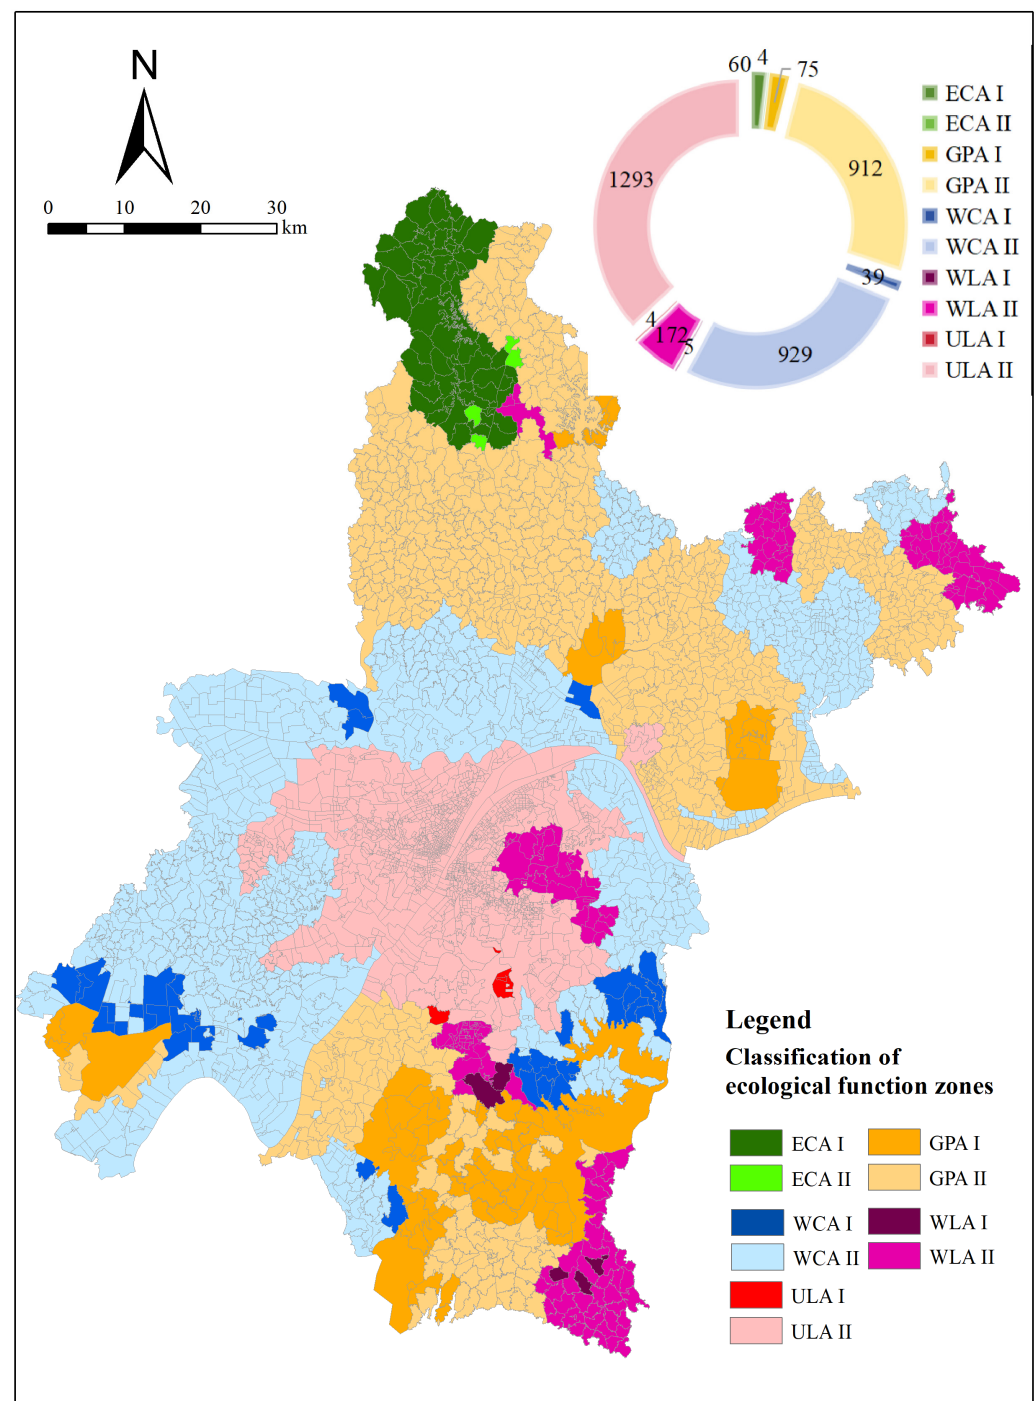 N
0 10 20 30
km
60 4 75
912
39
929
5
172
4
1293
ECA I
ECA II
GPA I
GPA II
WCA I
WCA II
WLA I
WLA II
ULA I
ULA II
Legend
Classification of
ecological function zones
ECA I GPA I
ECA II GPA II
WCA I WLA I
WCA II WLA II
ULA I
ULA II